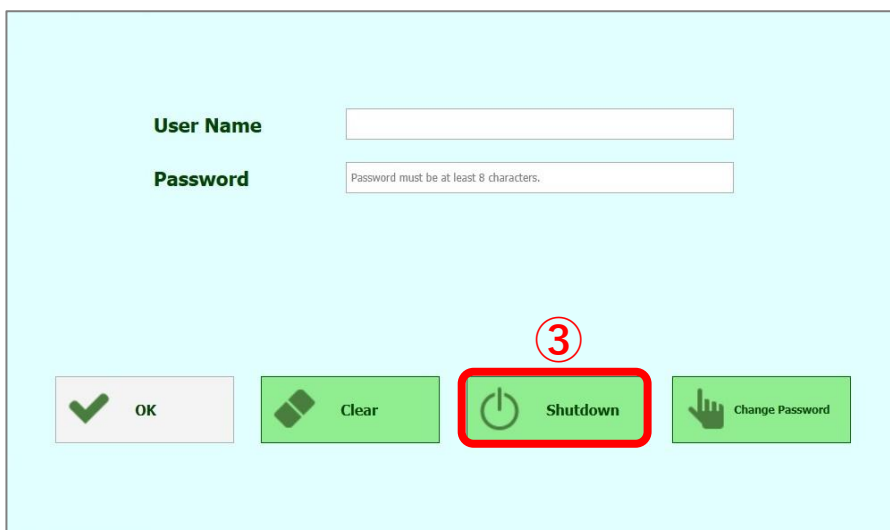 User Name
Password
Password must be at least 8 characters.
③
OK
Clear
Shutdown
Change Password